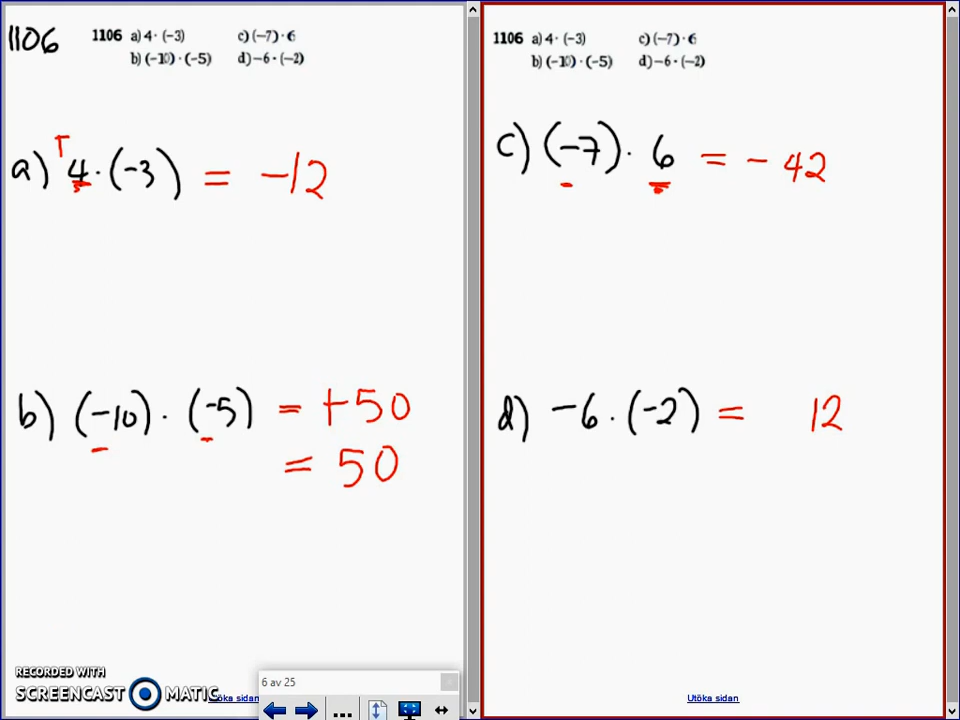 1106
1106 a) 4 · (−3) c) (−7) · 6
b) (−10) · (−5) d) −6 · (−2)
a) 4 · (-3) = -12
b) (-10) · (-5) = +50
= 50
RECORDED WITH
SCREENCAST MATIC
Utöka sidan
6 av 25
...
1106 a) 4 · (−3) c) (−7) · 6
b) (−10) · (−5) d) −6 · (−2)
c) (-7) · 6 = -42
d) -6 · (-2) = 12
Utöka sidan